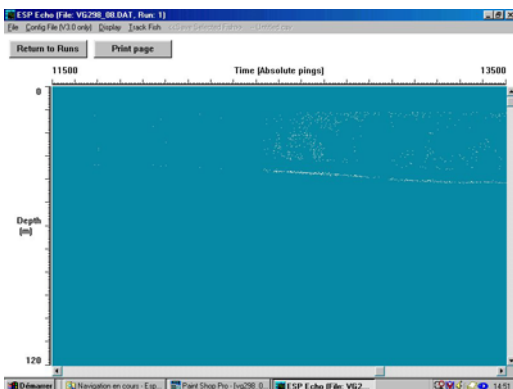 ESP Echo (File: VG298_08.DAT, Run: 1)
File Config File (V3.0 only) Display Track Fish
Return to Runs Print page
11500 Time (Absolute pings) 13500
0
Depth
(m)
120
Démarrer Navigation en cours - Esp... Paint Shop Pro - [vg298_0... ESP Echo (File: VG2... 14:51